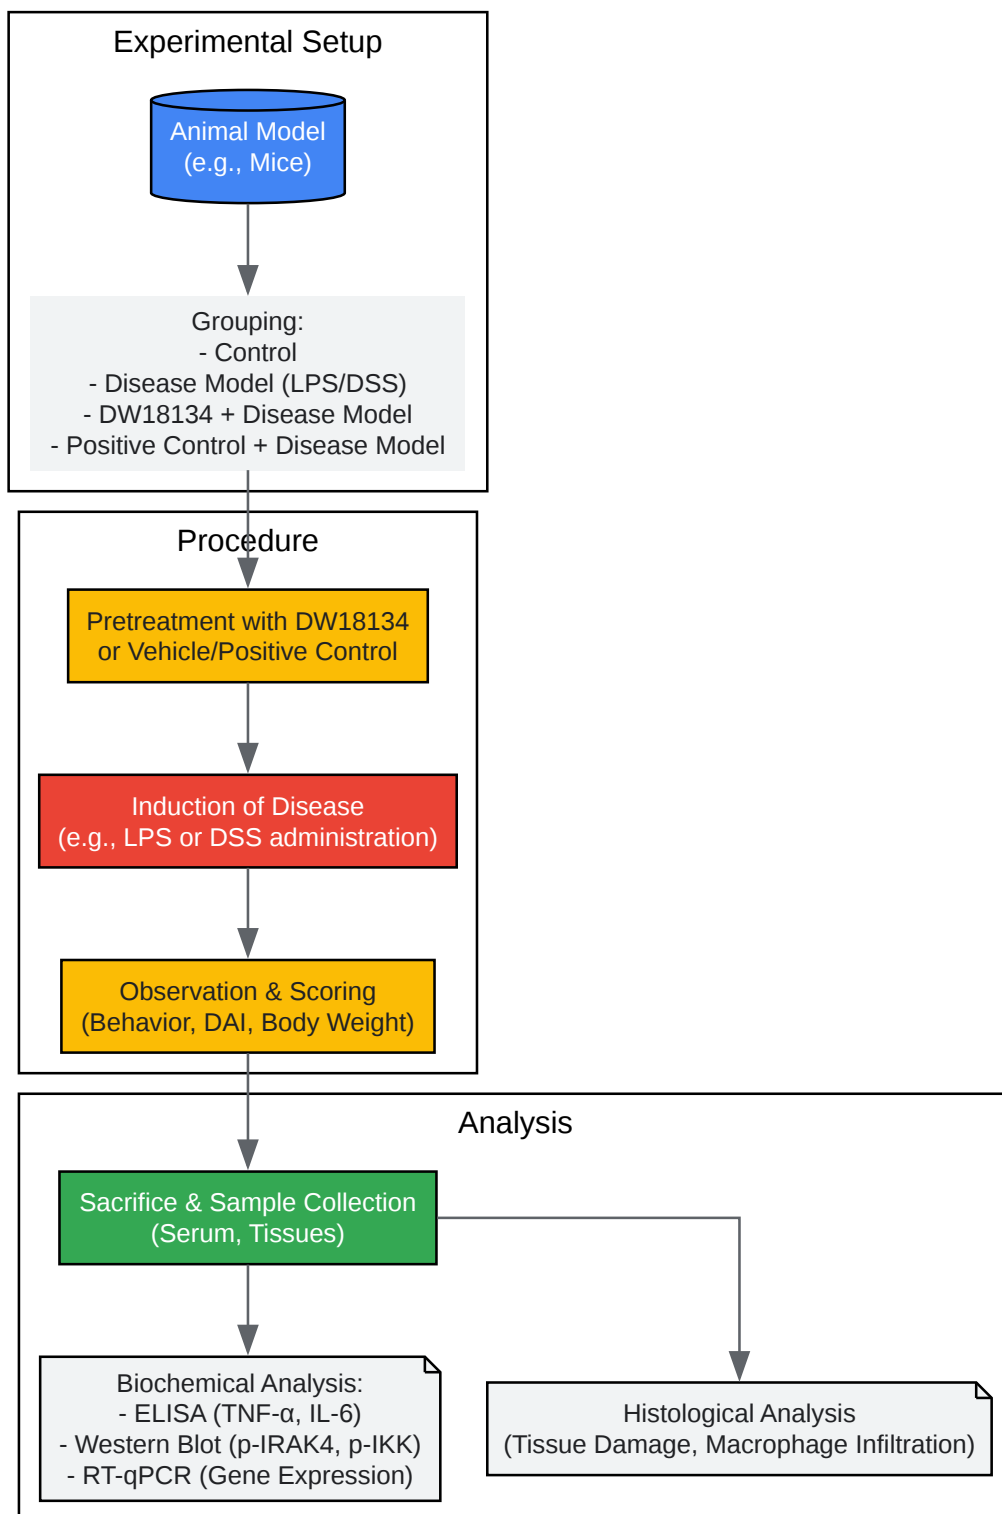 Experimental Setup
Animal Model
(e.g., Mice)
Grouping:
- Control
- Disease Model (LPS/DSS)
- DW18134 + Disease Model
- Positive Control + Disease Model
Procedure
Pretreatment with DW18134
or Vehicle/Positive Control
Induction of Disease
(e.g., LPS or DSS administration)
Observation & Scoring
(Behavior, DAI, Body Weight)
Analysis
Sacrifice & Sample Collection
(Serum, Tissues)
Biochemical Analysis:
- ELISA (TNF-α, IL-6)
- Western Blot (p-IRAK4, p-IKK)
- RT-qPCR (Gene Expression)
Histological Analysis
(Tissue Damage, Macrophage Infiltration)